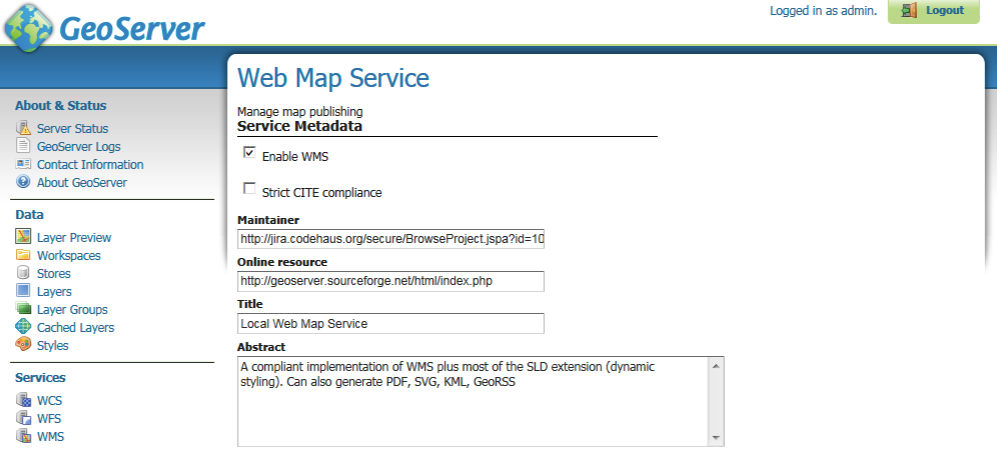 GeoServer
Logged in as admin.
Logout
About & Status
Server Status
GeoServer Logs
Contact Information
About GeoServer
Data
Layer Preview
Workspaces
Stores
Layers
Layer Groups
Cached Layers
Styles
Services
WCS
WFS
WMS
Web Map Service
Manage map publishing
Service Metadata
Enable WMS
Strict CITE compliance
Maintainer
http://jira.codehaus.org/secure/BrowseProject.jspa?id=10
Online resource
http://geoserver.sourceforge.net/html/index.php
Title
Local Web Map Service
Abstract
A compliant implementation of WMS plus most of the SLD extension (dynamic
styling). Can also generate PDF, SVG, KML, GeoRSS